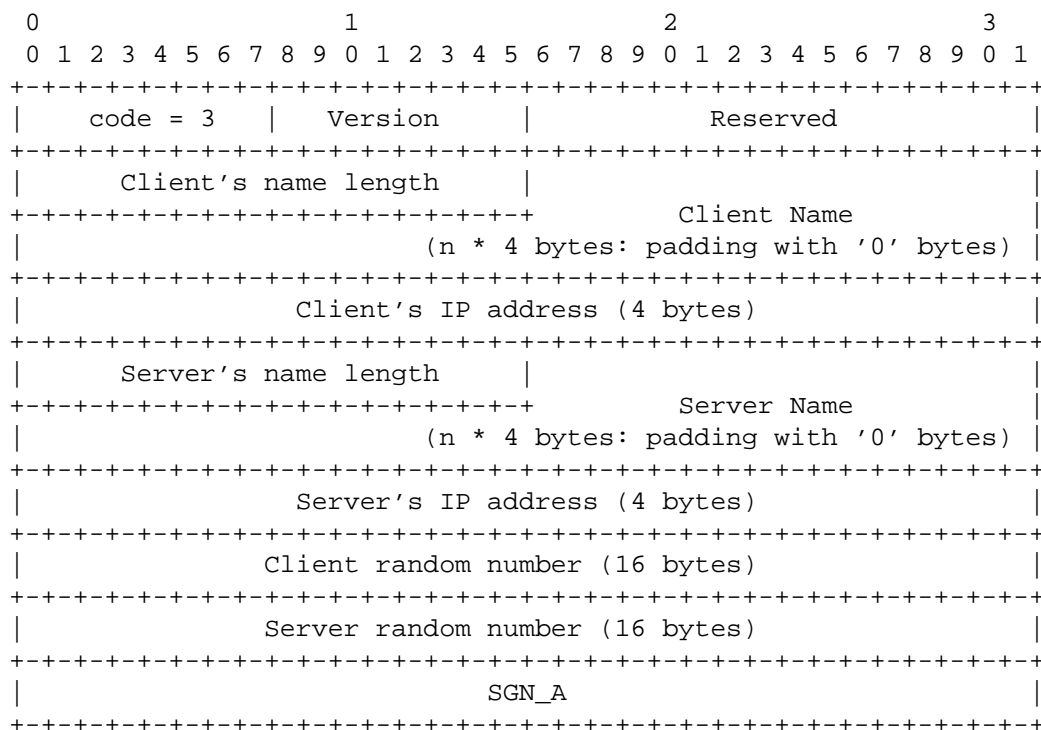 0                   1                   2                   3
 0 1 2 3 4 5 6 7 8 9 0 1 2 3 4 5 6 7 8 9 0 1 2 3 4 5 6 7 8 9 0 1
+-+-+-+-+-+-+-+-+-+-+-+-+-+-+-+-+-+-+-+-+-+-+-+-+-+-+-+-+-+-+-+-+
|    code = 3   |   Version     |           Reserved            |
+-+-+-+-+-+-+-+-+-+-+-+-+-+-+-+-+-+-+-+-+-+-+-+-+-+-+-+-+-+-+-+-+
|      Client’s name length     |                               |
+-+-+-+-+-+-+-+-+-+-+-+-+-+-+-+-+         Client Name           |
|                         (n * 4 bytes: padding with ’0’ bytes) |
+-+-+-+-+-+-+-+-+-+-+-+-+-+-+-+-+-+-+-+-+-+-+-+-+-+-+-+-+-+-+-+-+
|                 Client’s IP address (4 bytes)                 |
+-+-+-+-+-+-+-+-+-+-+-+-+-+-+-+-+-+-+-+-+-+-+-+-+-+-+-+-+-+-+-+-+
|      Server’s name length     |                               |
+-+-+-+-+-+-+-+-+-+-+-+-+-+-+-+-+         Server Name           |
|                         (n * 4 bytes: padding with ’0’ bytes) |
+-+-+-+-+-+-+-+-+-+-+-+-+-+-+-+-+-+-+-+-+-+-+-+-+-+-+-+-+-+-+-+-+
|                 Server’s IP address (4 bytes)                 |
+-+-+-+-+-+-+-+-+-+-+-+-+-+-+-+-+-+-+-+-+-+-+-+-+-+-+-+-+-+-+-+-+
|               Client random number (16 bytes)                 |
+-+-+-+-+-+-+-+-+-+-+-+-+-+-+-+-+-+-+-+-+-+-+-+-+-+-+-+-+-+-+-+-+
|               Server random number (16 bytes)                 |
+-+-+-+-+-+-+-+-+-+-+-+-+-+-+-+-+-+-+-+-+-+-+-+-+-+-+-+-+-+-+-+-+
|                             SGN_A                             |
+-+-+-+-+-+-+-+-+-+-+-+-+-+-+-+-+-+-+-+-+-+-+-+-+-+-+-+-+-+-+-+-+